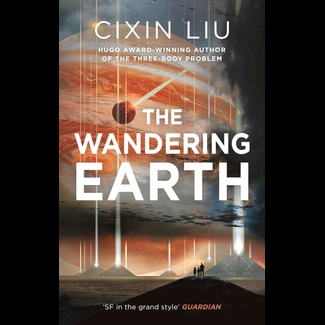 CIXIN LIU
HUGO AWARD-WINNING AUTHOR
OF THE THREE-BODY PROBLEM
THE
WANDERING
EARTH
'SF IN THE GRAND STYLE' GUARDIAN